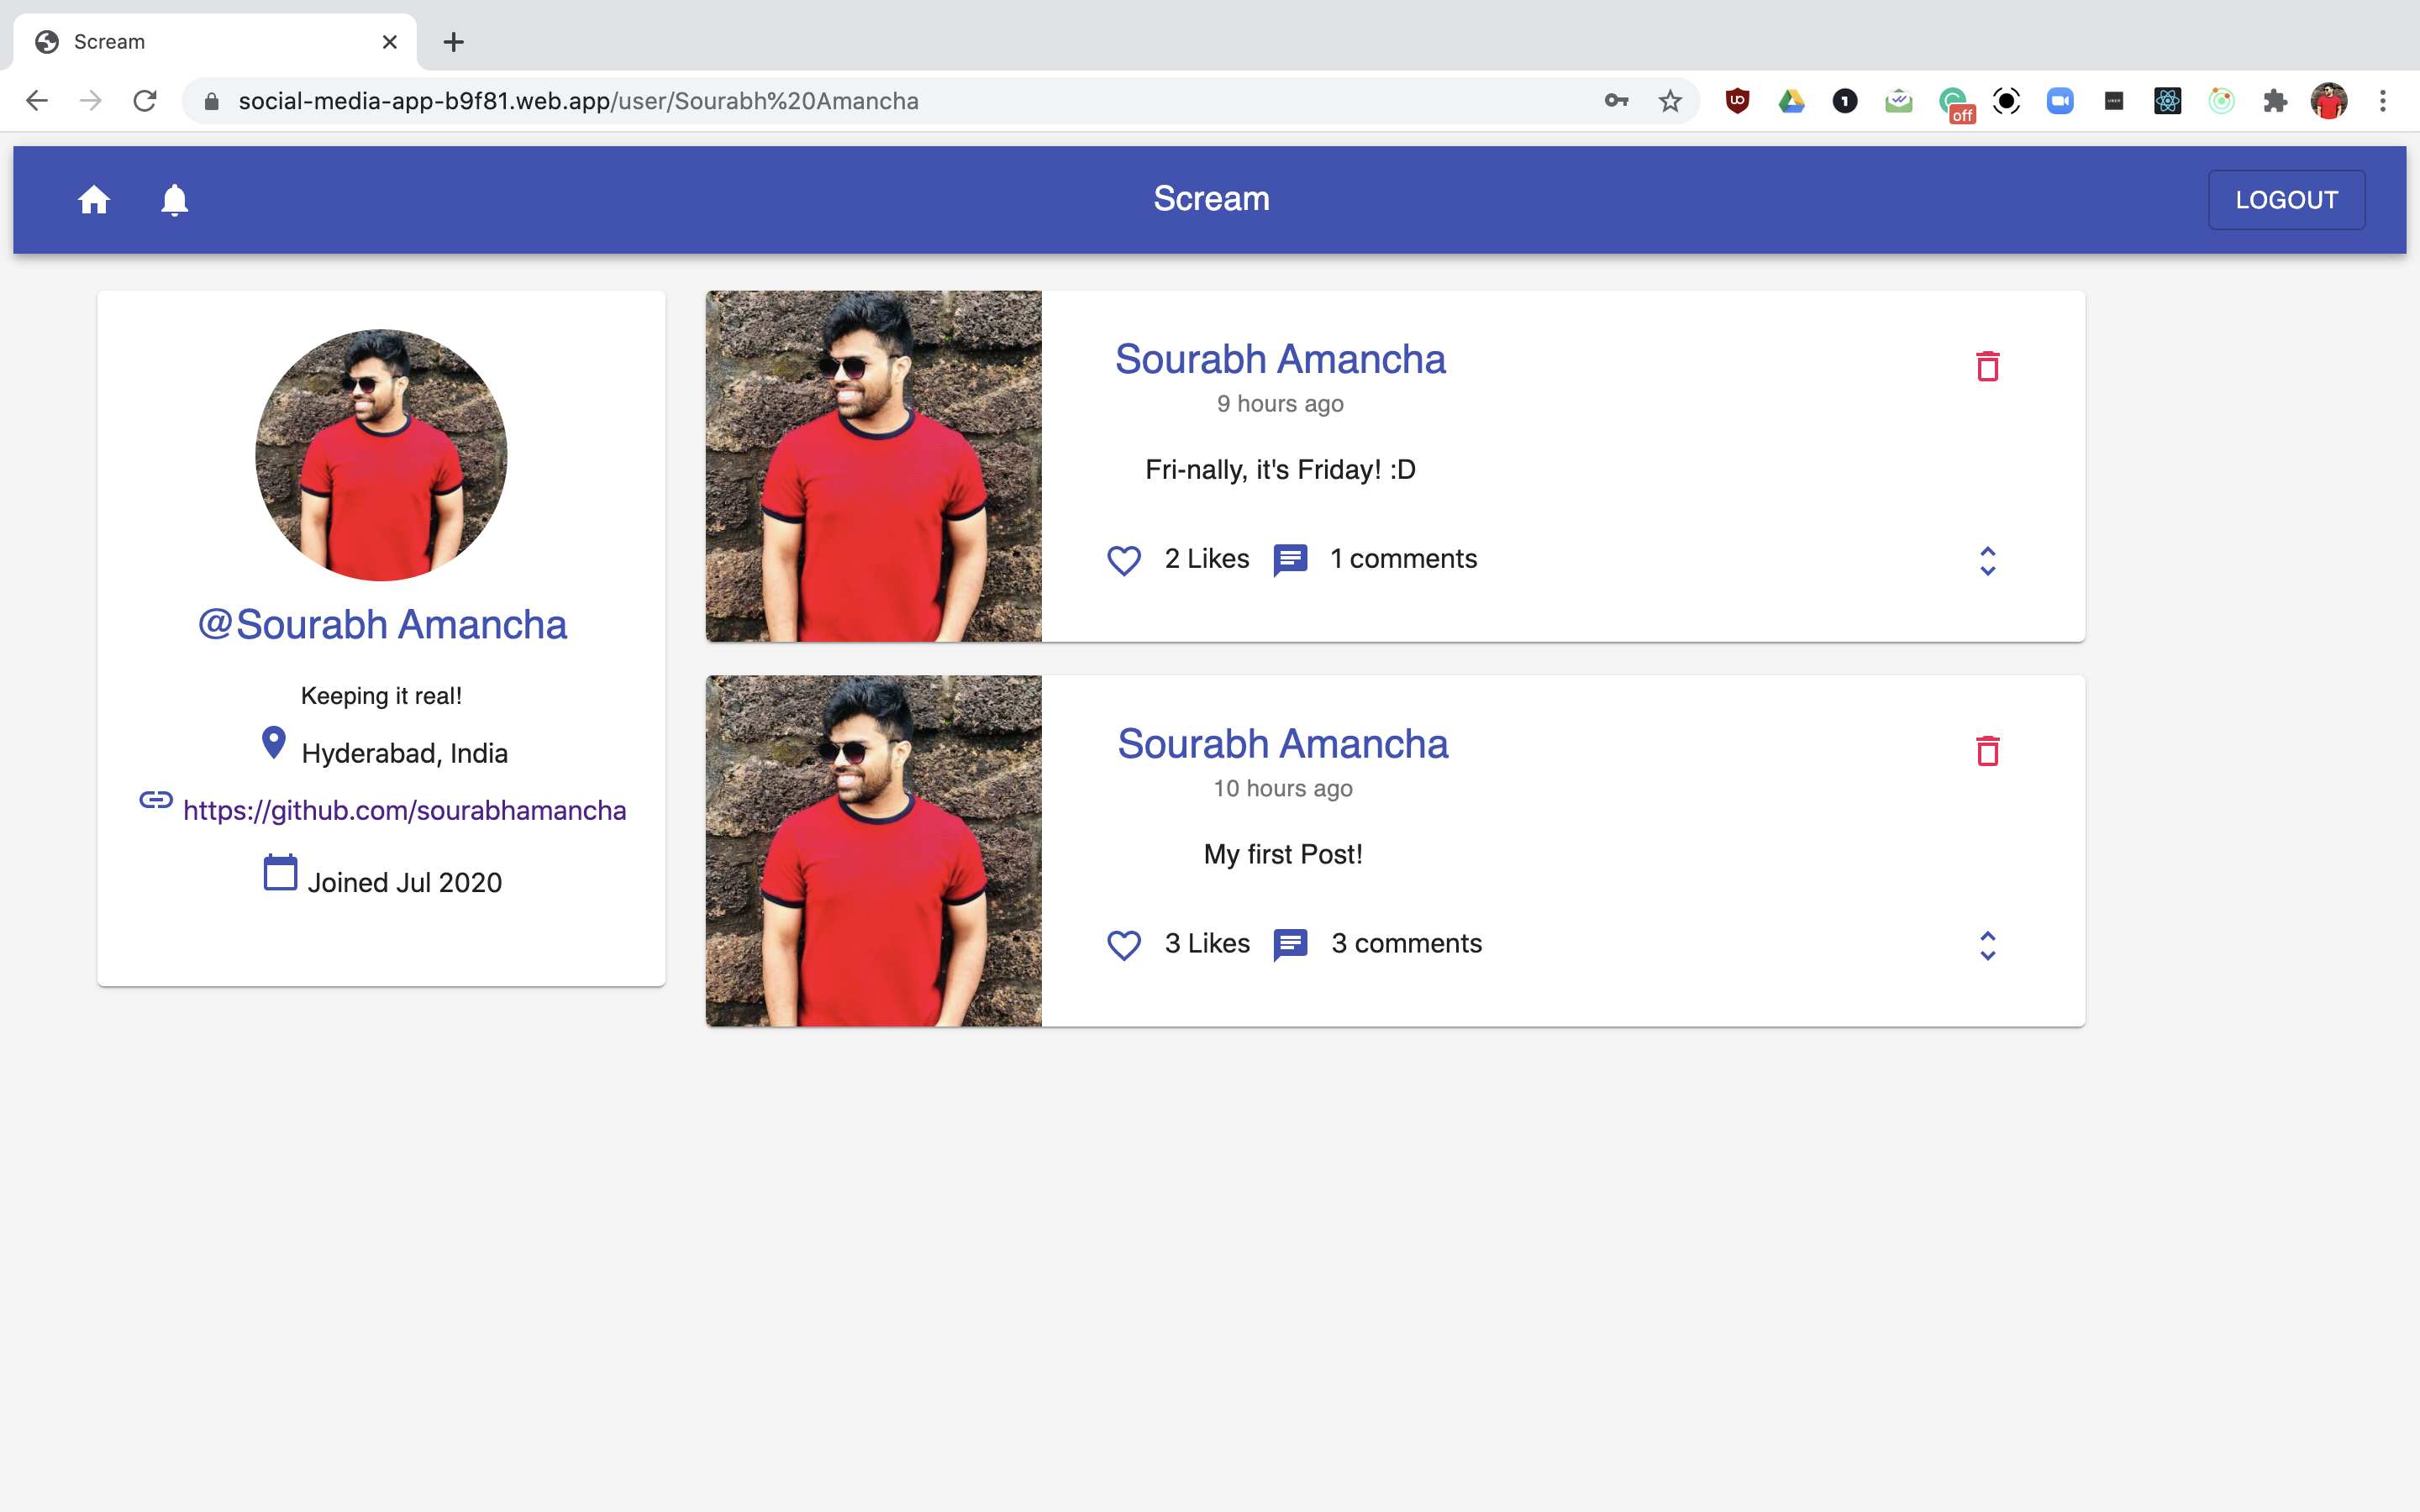 Scream
social-media-app-b9f81.web.app/user/Sourabh%20Amancha
off
Scream
LOGOUT
@Sourabh Amancha
Keeping it real!
Hyderabad, India
https://github.com/sourabhamancha
Joined Jul 2020
Sourabh Amancha
9 hours ago
Fri-nally, it's Friday! :D
2 Likes
1 comments
Sourabh Amancha
10 hours ago
My first Post!
3 Likes
3 comments